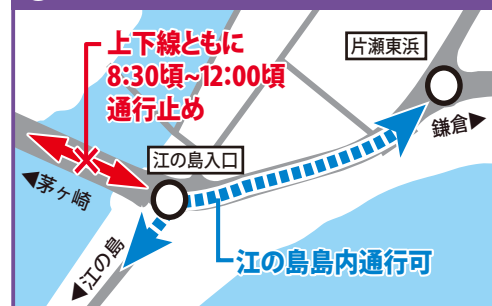 上下線ともに
8:30頃~12:00頃
通行止め
片瀬東浜
鎌倉▶
江の島入口
◀茅ヶ崎
江の島島内通行可
◀江の島